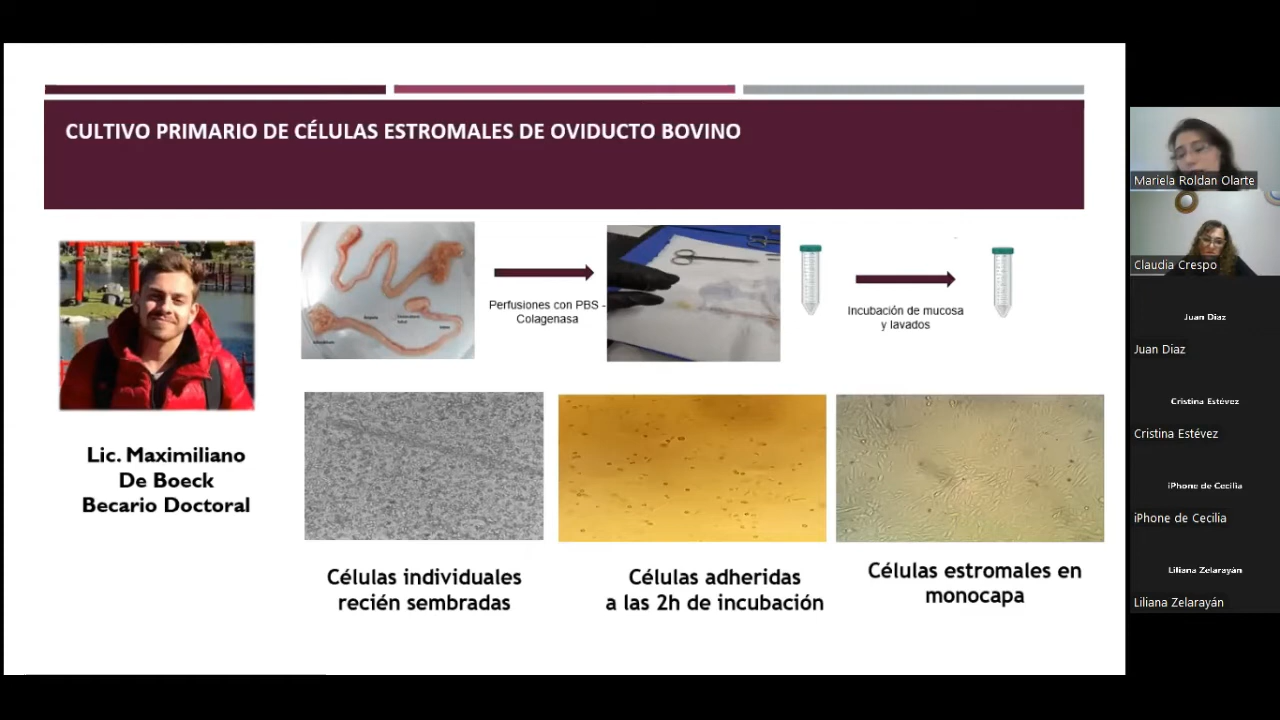 CULTIVO PRIMARIO DE CÉLULAS ESTROMALES DE OVIDUCTO BOVINO
Perfusiones con PBS -
Colagenasa
Incubación de mucosa
y lavados
Lic. Maximiliano
De Boeck
Becario Doctoral
Células individuales
recién sembradas
Células adheridas
a las 2h de incubación
Células estromales en
monocapa
Mariela Roldan Olarte
Claudia Crespo
Juan Diaz
Juan Diaz
Cristina Estévez
Cristina Estévez
iPhone de Cecilia
iPhone de Cecilia
Liliana Zelarayán
Liliana Zelarayán